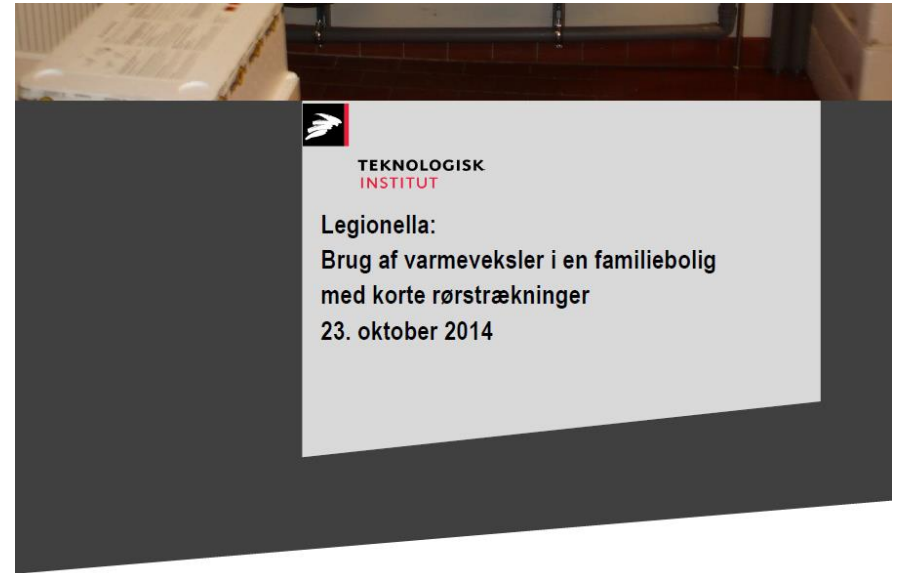 TEKNOLOGISK
INSTITUT
Legionella:
Brug af varmeveksler i en familiebolig
med korte rørstrækninger
23. oktober 2014